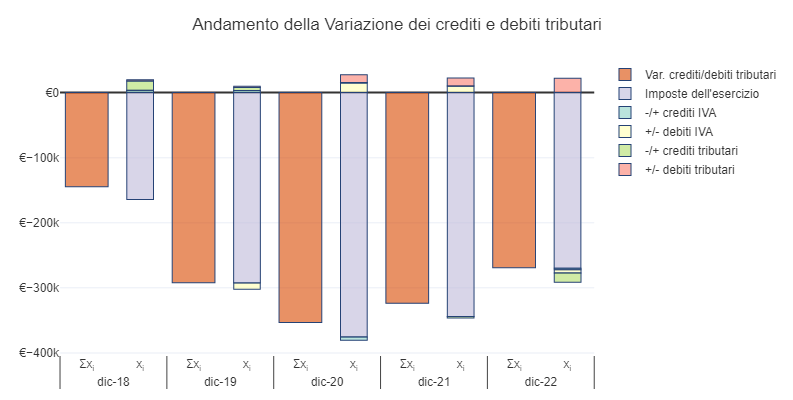 Andamento della Variazione dei crediti e debiti tributari
€0
€−100k
€−200k
€−300k
€−400k
Σxi xi Σxi xi Σxi xi Σxi xi Σxi xi
dic-18 dic-19 dic-20 dic-21 dic-22
Var. crediti/debiti tributari
Imposte dell'esercizio
-/+ crediti IVA
+/- debiti IVA
-/+ crediti tributari
+/- debiti tributari